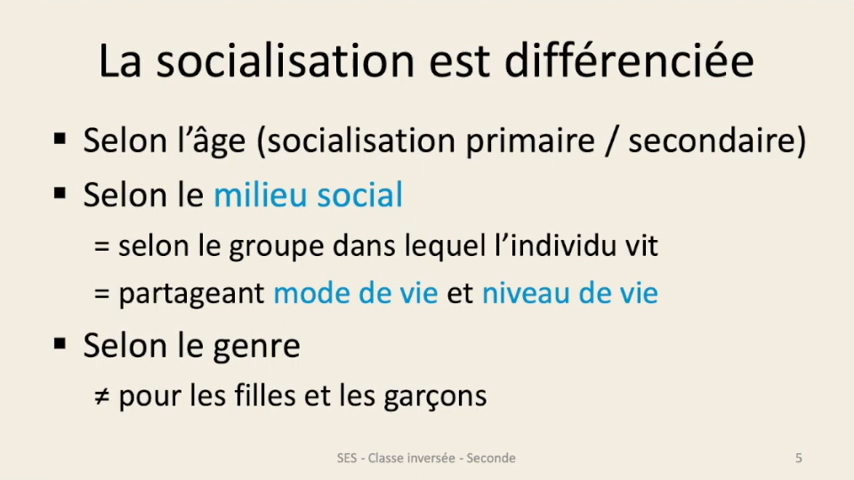 La socialisation est différenciée
▪ Selon l’âge (socialisation primaire / secondaire)
▪ Selon le milieu social
= selon le groupe dans lequel l’individu vit
= partageant mode de vie et niveau de vie
▪ Selon le genre
≠ pour les filles et les garçons
SES - Classe inversée - Seconde
5